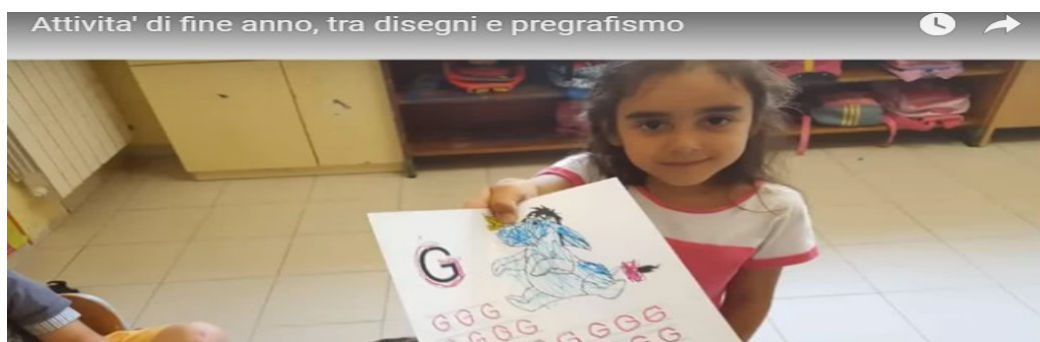 Attivita' di fine anno, tra disegni e pregrafismo
G
G G G
G G G G G G G
G G